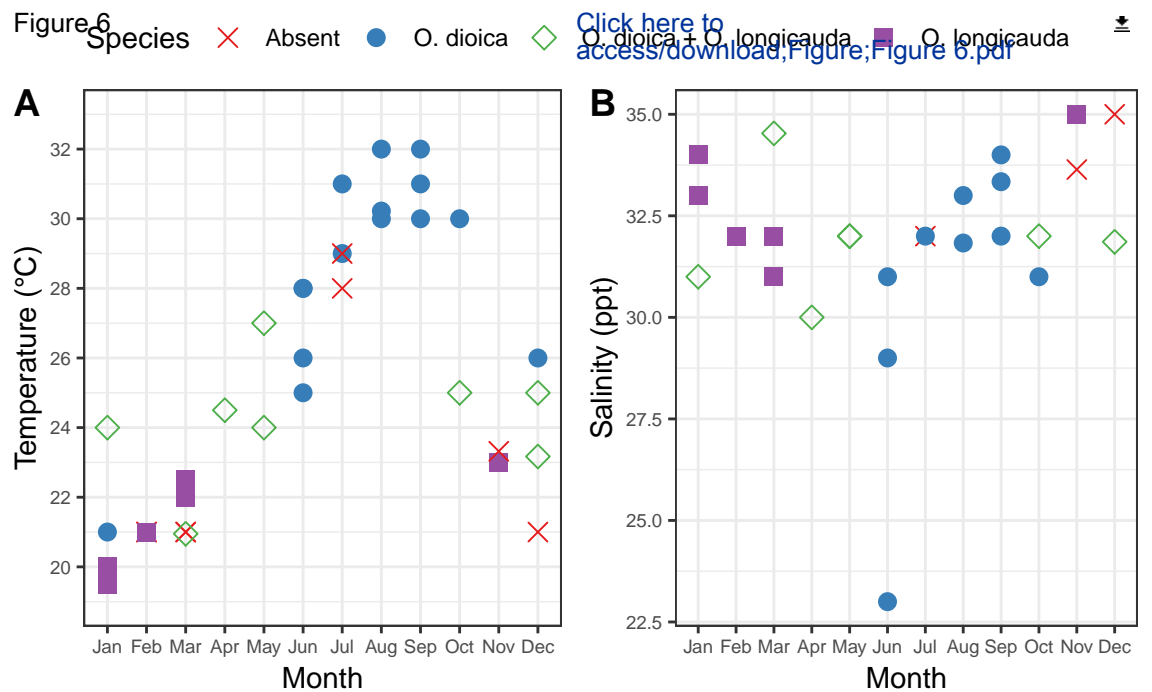 Figure 6
Click here to
access/download;Figure;Figure 6.pdf
Species Absent O. dioica O. dioica + O. longicauda O. longicauda
A
B
Temperature (°C)
32
30
28
26
24
22
20
Jan Feb Mar Apr May Jun Jul Aug Sep Oct Nov Dec
Month
Salinity (ppt)
35.0
32.5
30.0
27.5
25.0
22.5
Jan Feb Mar Apr May Jun Jul Aug Sep Oct Nov Dec
Month